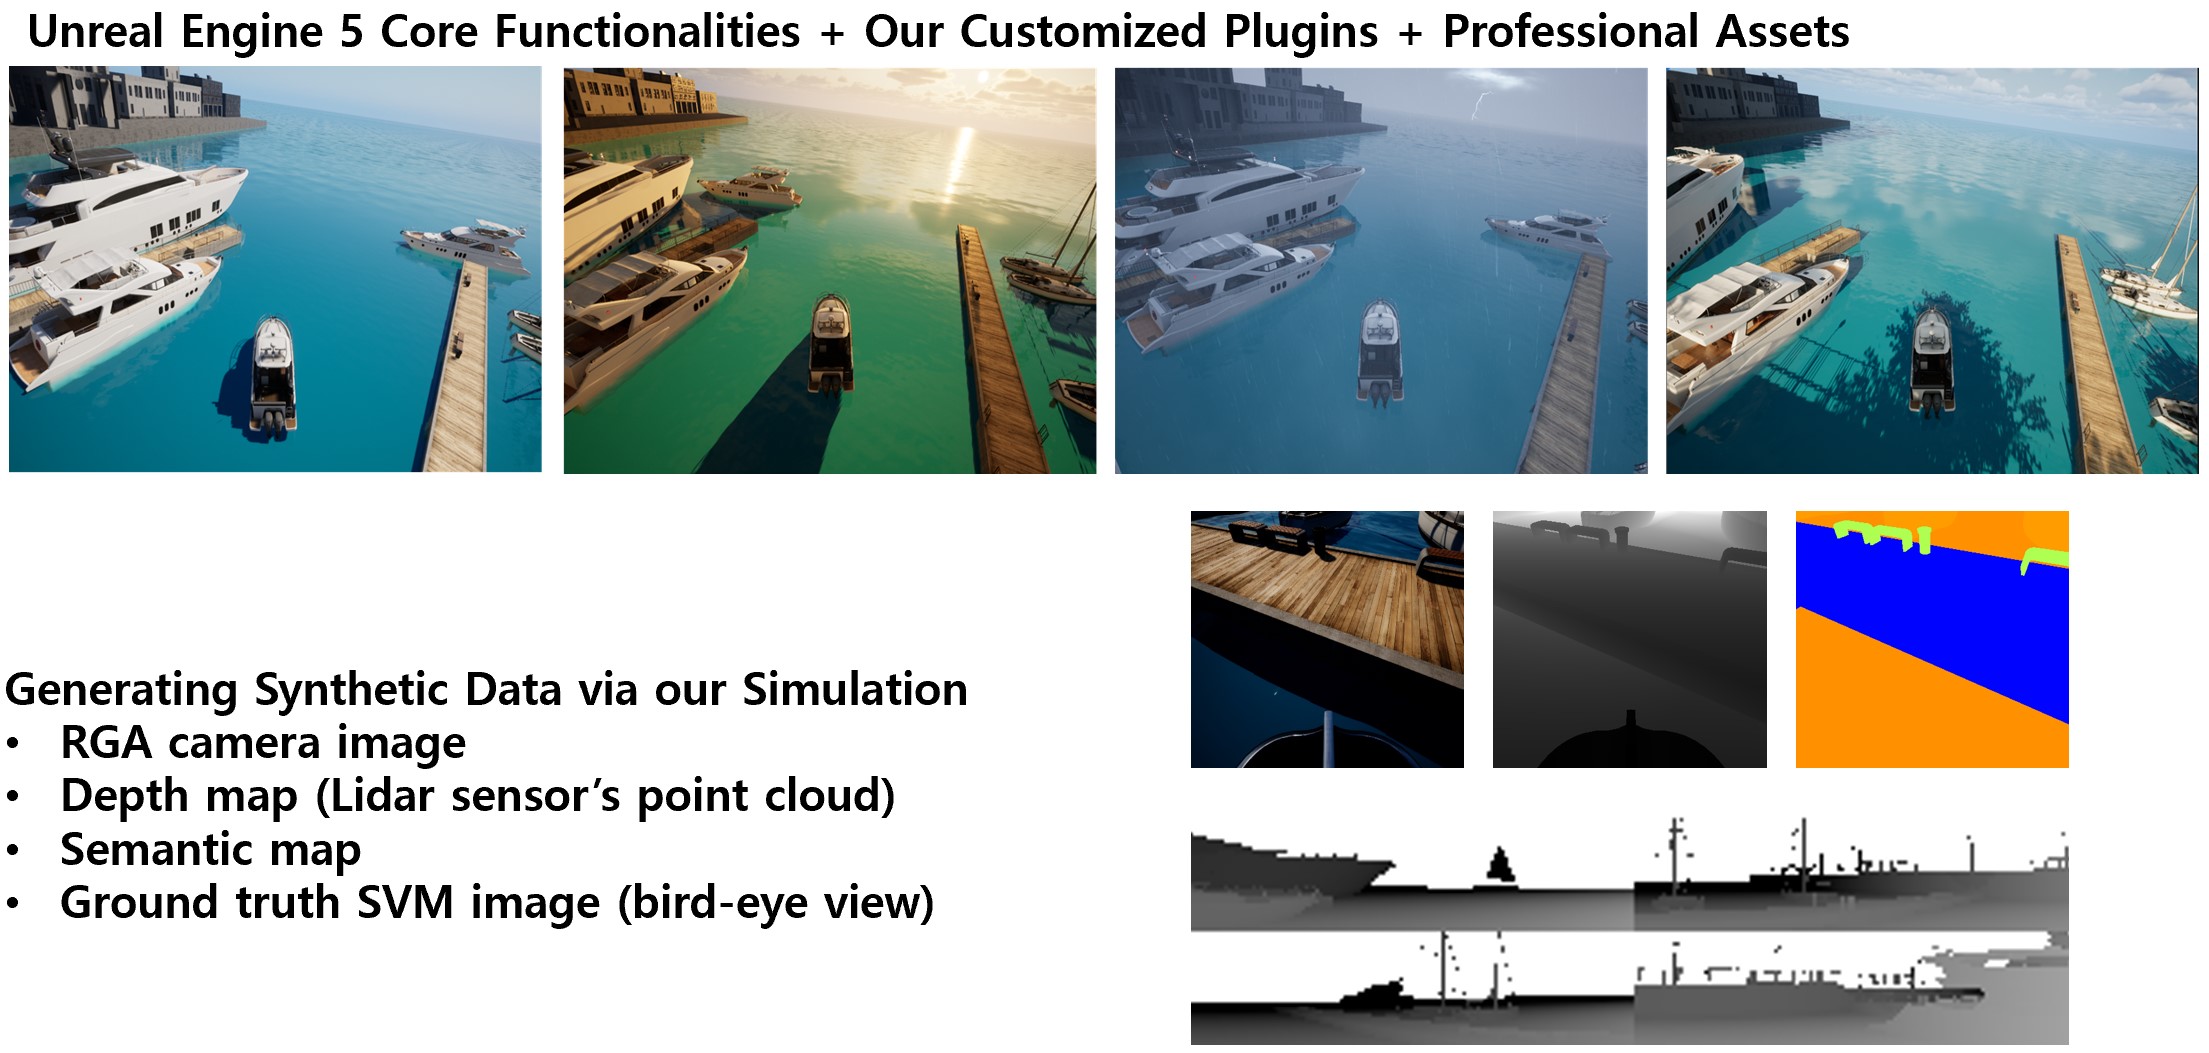 Unreal Engine 5 Core Functionalities + Our Customized Plugins + Professional Assets
Generating Synthetic Data via our Simulation
• RGA camera image
• Depth map (Lidar sensor’s point cloud)
• Semantic map
• Ground truth SVM image (bird-eye view)